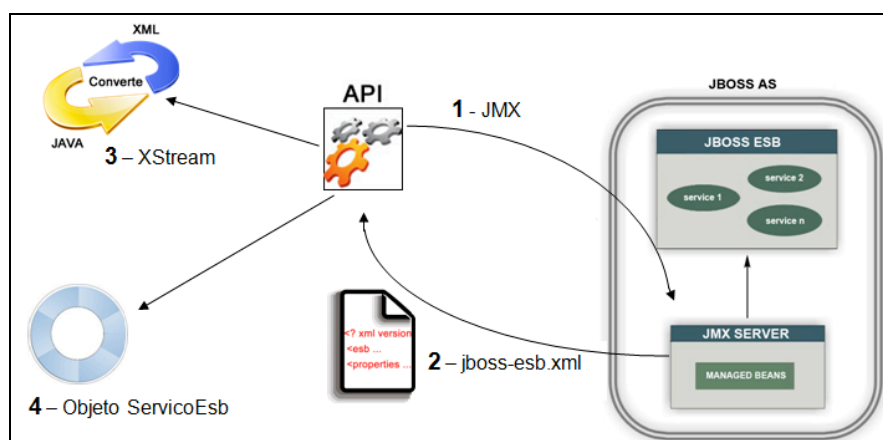 XML
Converte
JAVA
3 – XStream
API
1 - JMX
JBOSS AS
JBOSS ESB
service 1
service 2
service n
JMX SERVER
MANAGED BEANS
<? xml version
<esb ...
<properties ...
2 – jboss-esb.xml
4 – Objeto ServicoEsb